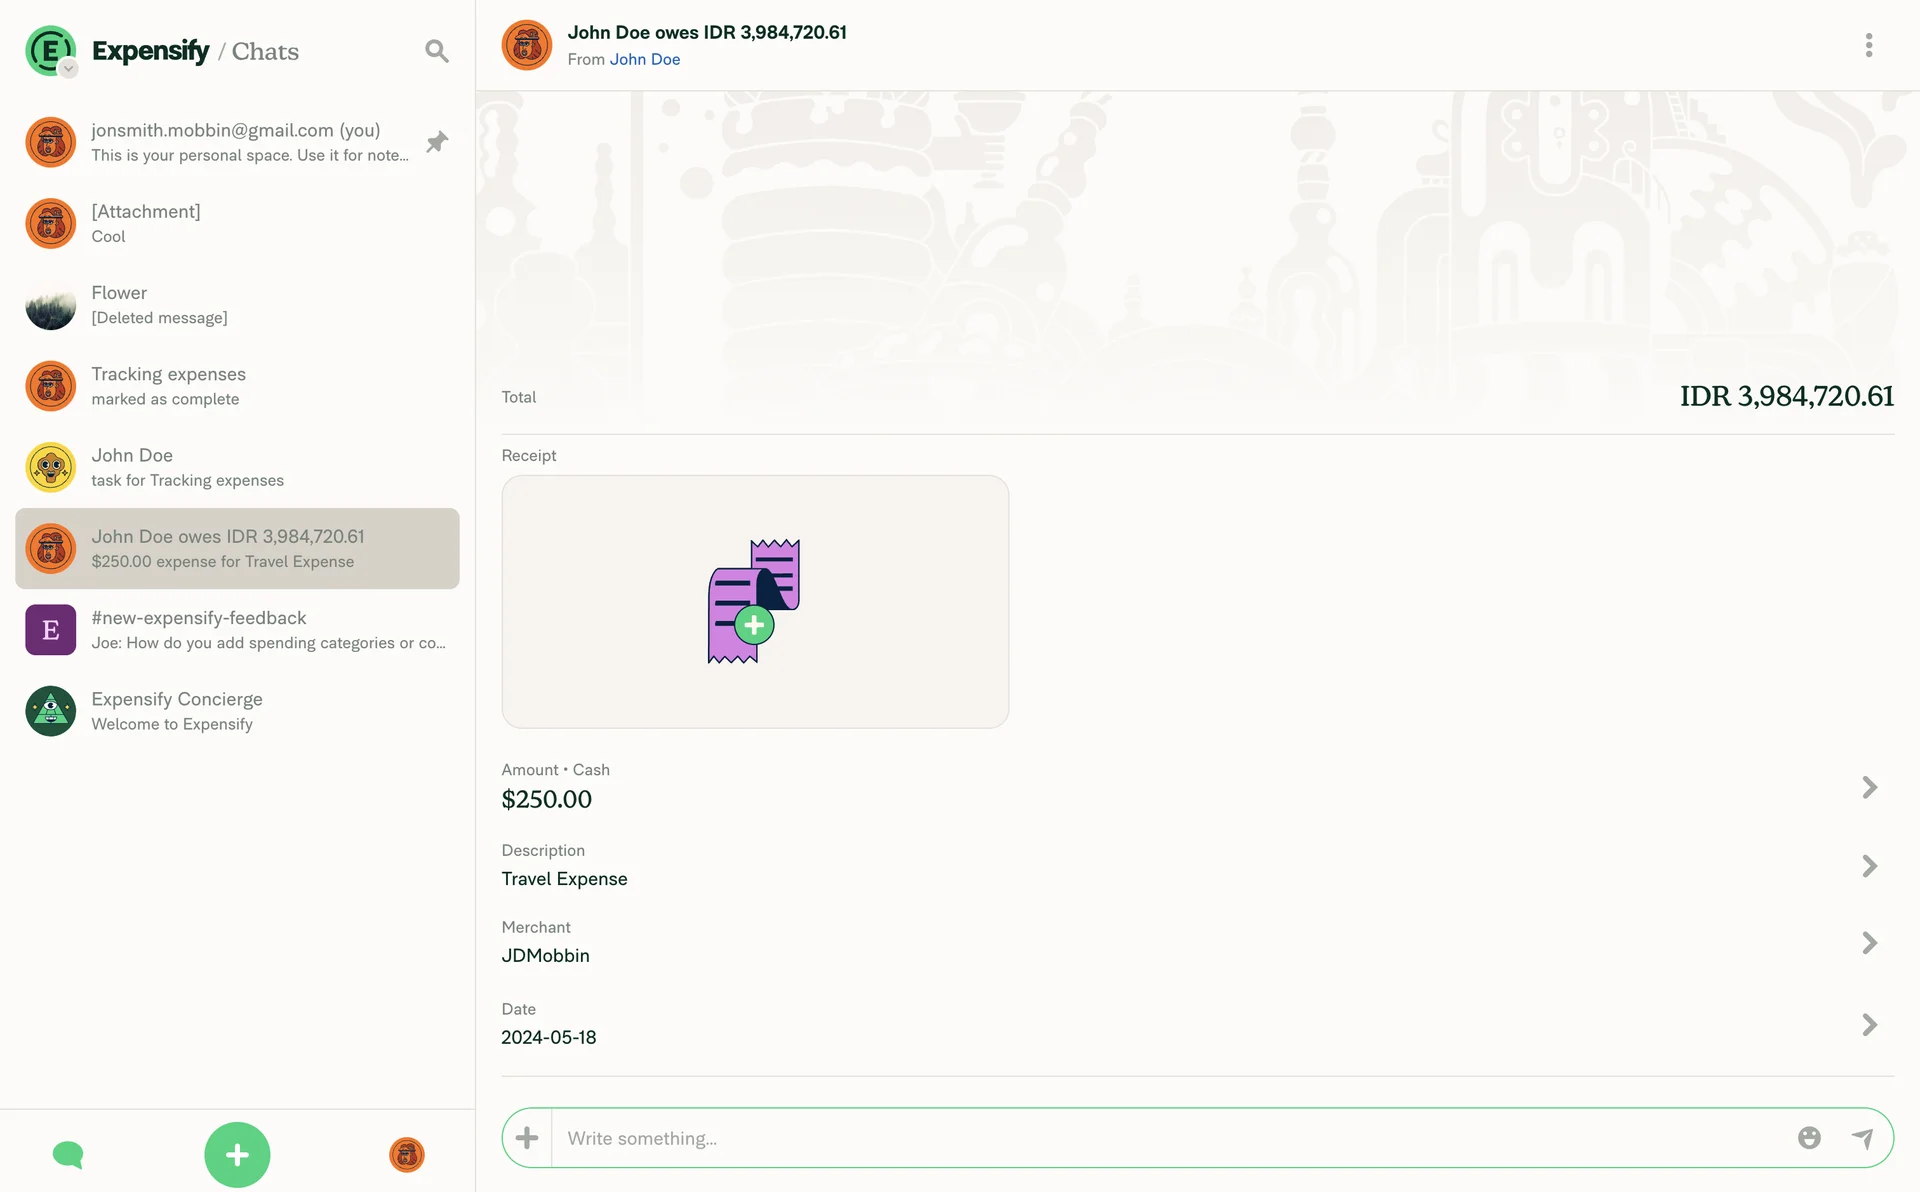 Expensify / Chats
jonsmith.mobbin@gmail.com (you)
This is your personal space. Use it for note...
[Attachment]
Cool
Flower
[Deleted message]
Tracking expenses
marked as complete
John Doe
task for Tracking expenses
John Doe owes IDR 3,984,720.61
$250.00 expense for Travel Expense
E
#new-expensify-feedback
Joe: How do you add spending categories or co...
Expensify Concierge
Welcome to Expensify
John Doe owes IDR 3,984,720.61
From John Doe
Total
IDR 3,984,720.61
Receipt
Amount • Cash
$250.00
Description
Travel Expense
Merchant
JDMobbin
Date
2024-05-18
Write something...